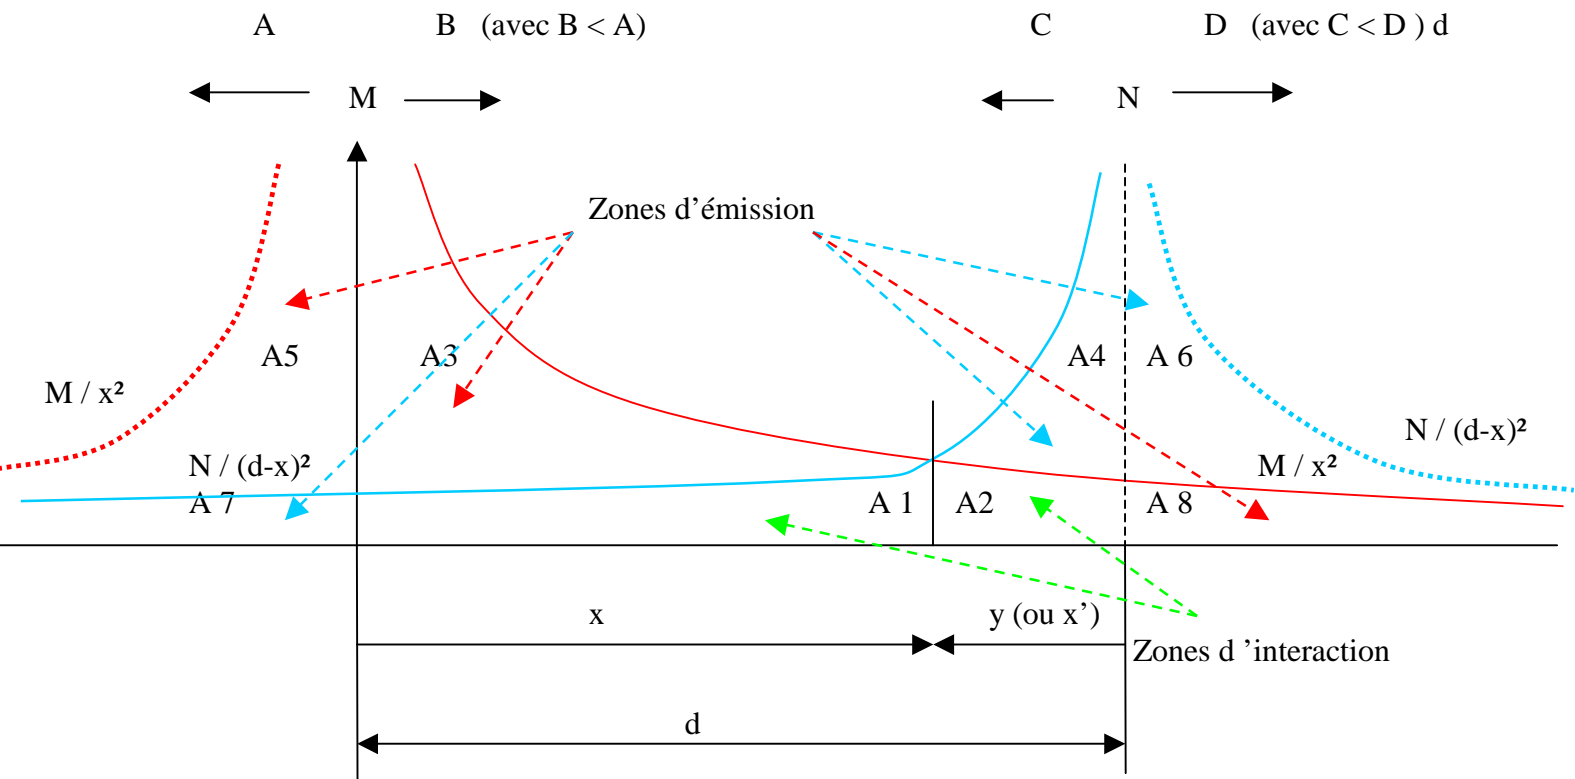 A B (avec B < A) C D (avec C < D ) d
M N
Zones d’émission
A5 A3 A4 A 6
M / x²
N / (d-x)²
N / (d-x)² M / x²
A 7 A 1 A2 A 8
x y (ou x’)
Zones d ’interaction
d